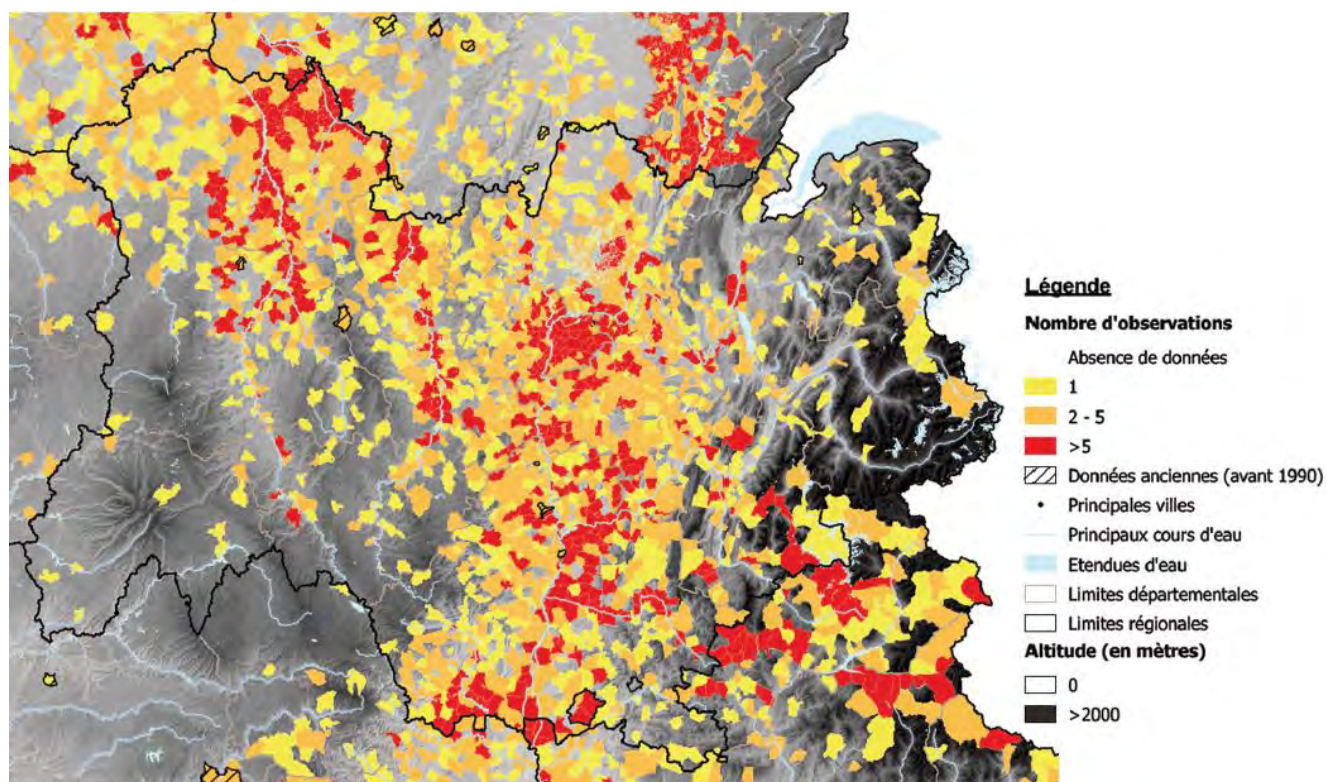 Légende
Nombre d'observations
Absence de données
1
2 - 5
>5
Données anciennes (avant 1990)
Principales villes
Principaux cours d'eau
Etendues d'eau
Limites départementales
Limites régionales
Altitude (en mètres)
0
>2000